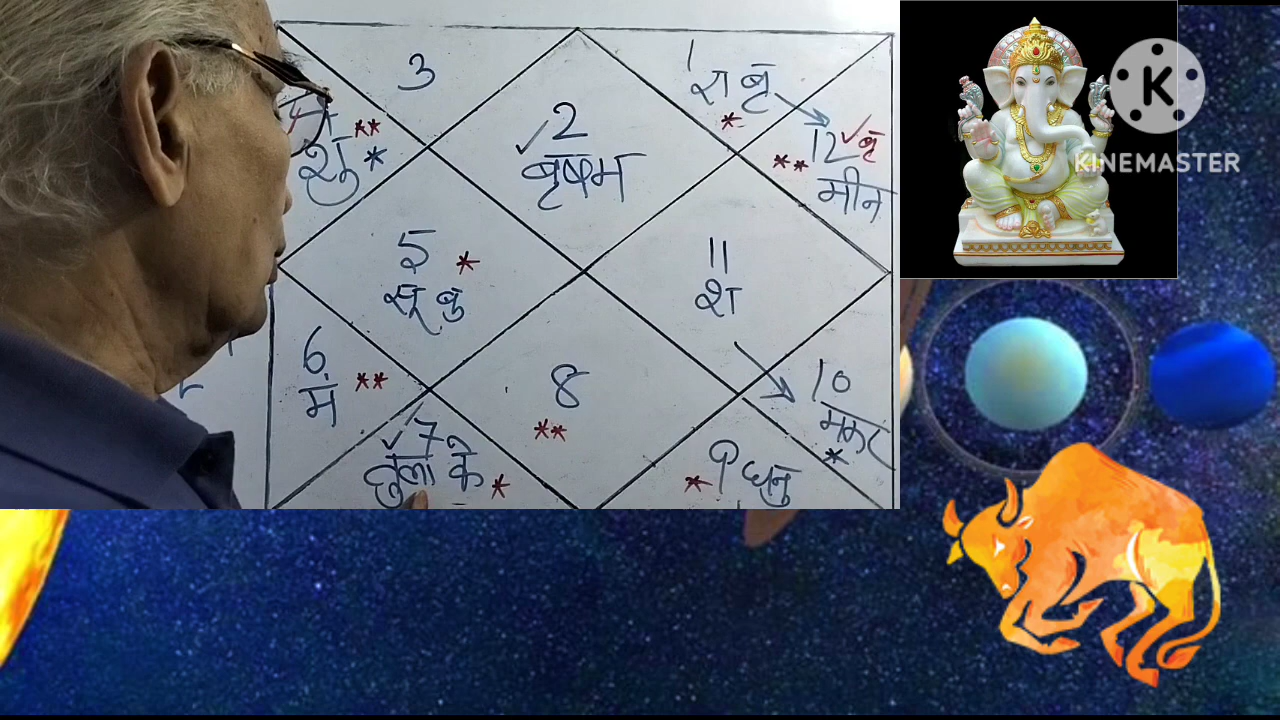 3
1
रा बृ
2
बृषभ
12 बृ
मीन
शु
5
सू बु
11
श
6
मं
8
10
मकर
7
तुला के
9 धनु
KINEMASTER
K